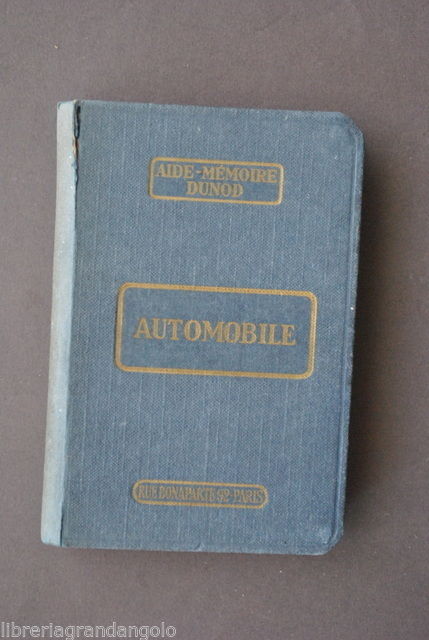 AIDE-MÉMOIRE
DUNOD
AUTOMOBILE
RUE BONAPARTE 92-PARIS
libreriagrandangolo